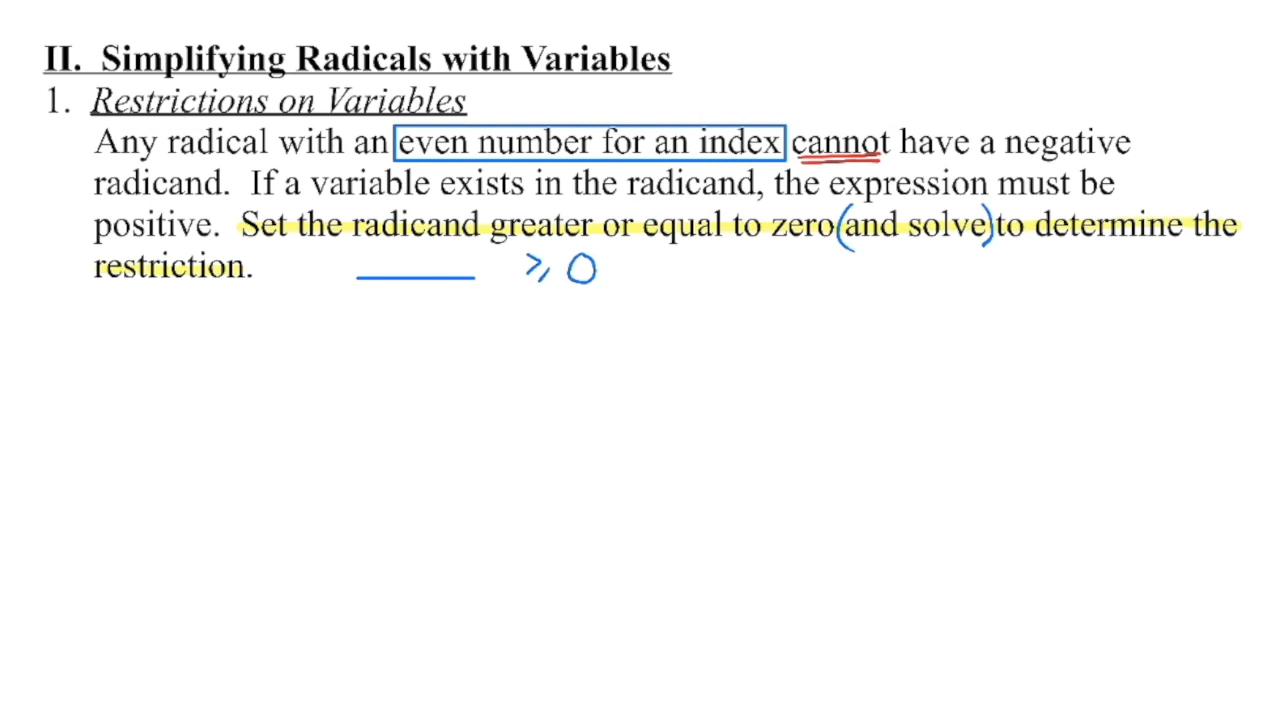 II. Simplifying Radicals with Variables
1. Restrictions on Variables
Any radical with an even number for an index cannot have a negative
radicand. If a variable exists in the radicand, the expression must be
positive. Set the radicand greater or equal to zero (and solve) to determine the
restriction. ______ ≥ 0